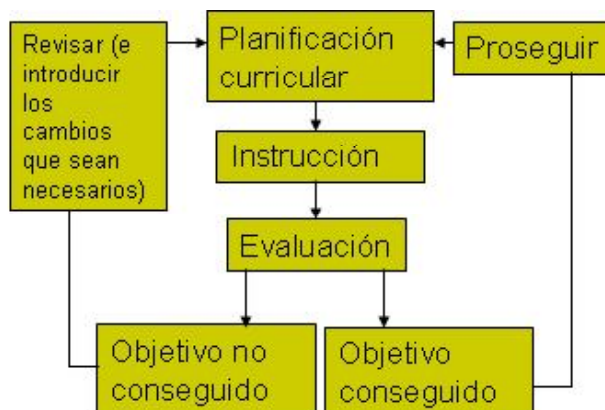 Revisar (e
introducir
los
cambios
que sean
necesarios)
Planificación
curricular
Proseguir
Instrucción
Evaluación
Objetivo no
conseguido
Objetivo
conseguido